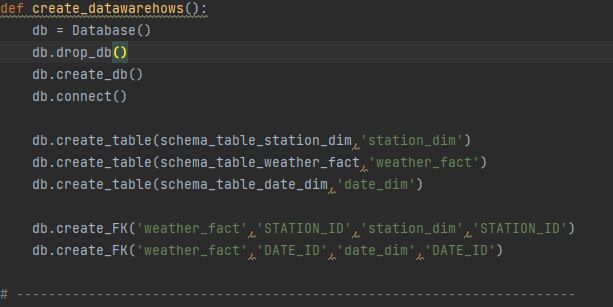 def create_datawarehows():
db = Database()
db.drop_db()
db.create_db()
db.connect()
db.create_table(schema_table_station_dim,'station_dim')
db.create_table(schema_table_weather_fact,'weather_fact')
db.create_table(schema_table_date_dim,'date_dim')
db.create_FK('weather_fact','STATION_ID','station_dim','STATION_ID')
db.create_FK('weather_fact','DATE_ID','date_dim','DATE_ID')
# -----------------------------------------------------------------